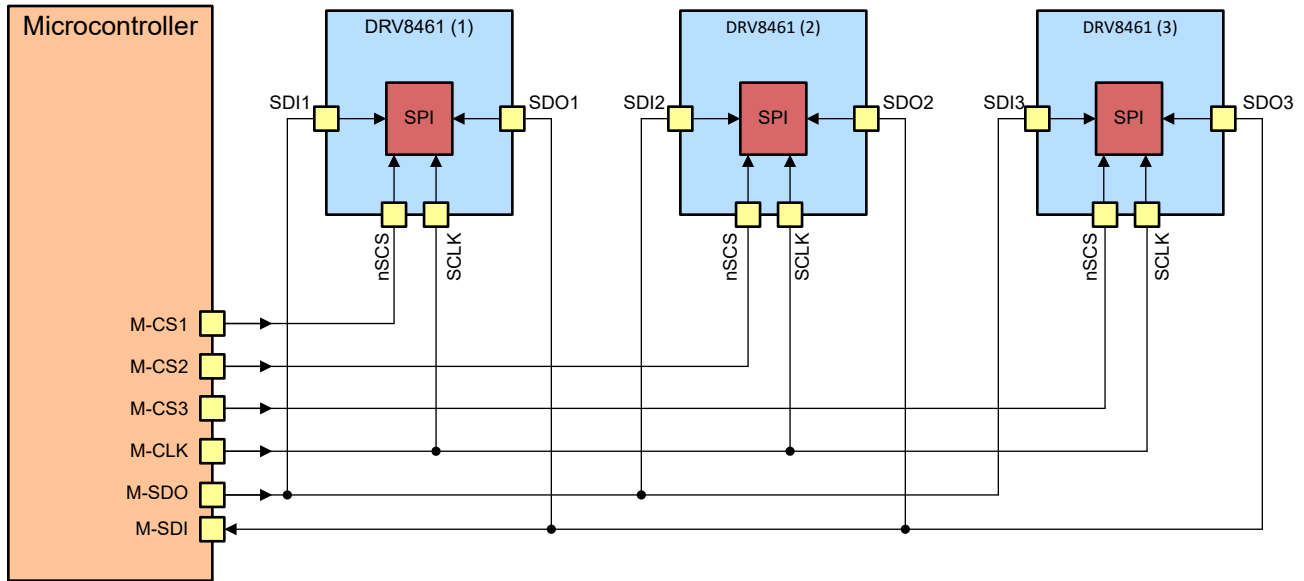 Microcontroller
DRV8461 (1)
DRV8461 (2)
DRV8461 (3)
SDI1
SPI
SDO1
SDI2
SPI
SDO2
SDI3
SPI
SDO3
nSCS
SCLK
nSCS
SCLK
nSCS
SCLK
M-CS1
M-CS2
M-CS3
M-CLK
M-SDO
M-SDI